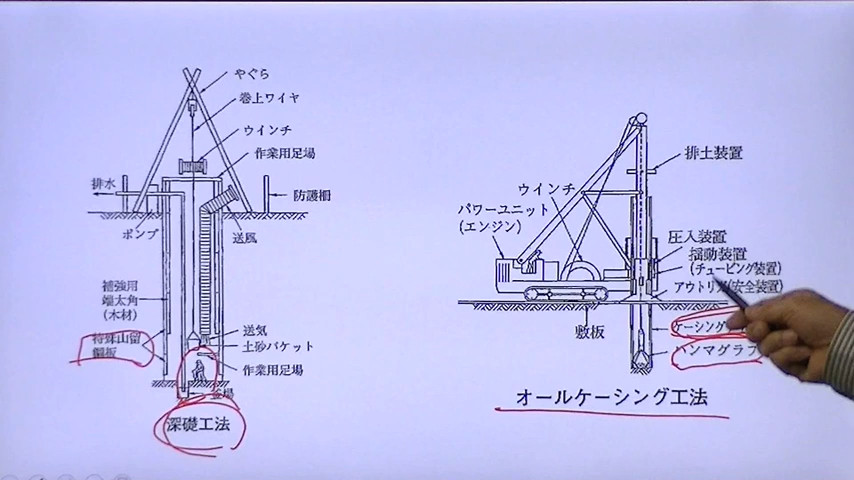 やぐら
巻上ワイヤ
ウインチ
作業用足場
排水
防護柵
ポンプ
送風
補強用
端太角
(木材)
特殊山留
鋼板
送気
土砂バケット
作業用足場
釜場
深礎工法
排土装置
ウインチ
パワーユニット
(エンジン)
圧入装置
揺動装置
(チュービング装置)
(安全装置)
敷板
ケーシング
ハンマグラブ
オールケーシング工法